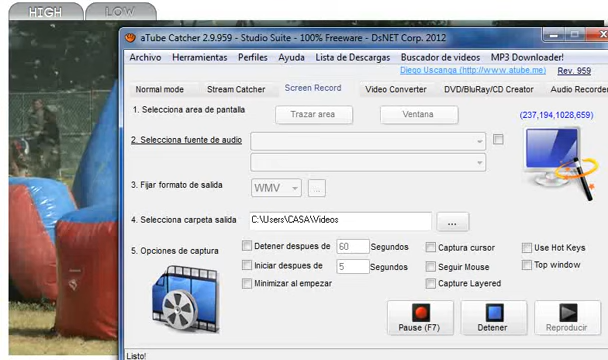 HIGH LOW
aTube Catcher 2.9.959 - Studio Suite - 100% Freeware - DsNET Corp. 2012
Archivo Herramientas Perfiles Ayuda Lista de Descargas Buscador de videos MP3 Downloader!
Diego Uscanga (http://www.atube.me) Rev. 959
Normal mode Stream Catcher Screen Record Video Converter DVD/BluRay/CD Creator Audio Recorder
1. Selecciona area de pantalla Trazar area Ventana (237,194,1028,659)
2. Selecciona fuente de audio
3. Fijar formato de salida WMV ...
4. Selecciona carpeta salida C:\Users\CASA\Videos ...
5. Opciones de captura Detener despues de 60 Segundos Captura cursor Use Hot Keys
Iniciar despues de 5 Segundos Seguir Mouse Top window
Minimizar al empezar Capture Layered
Pause (F7) Detener Reproducir
Listo!